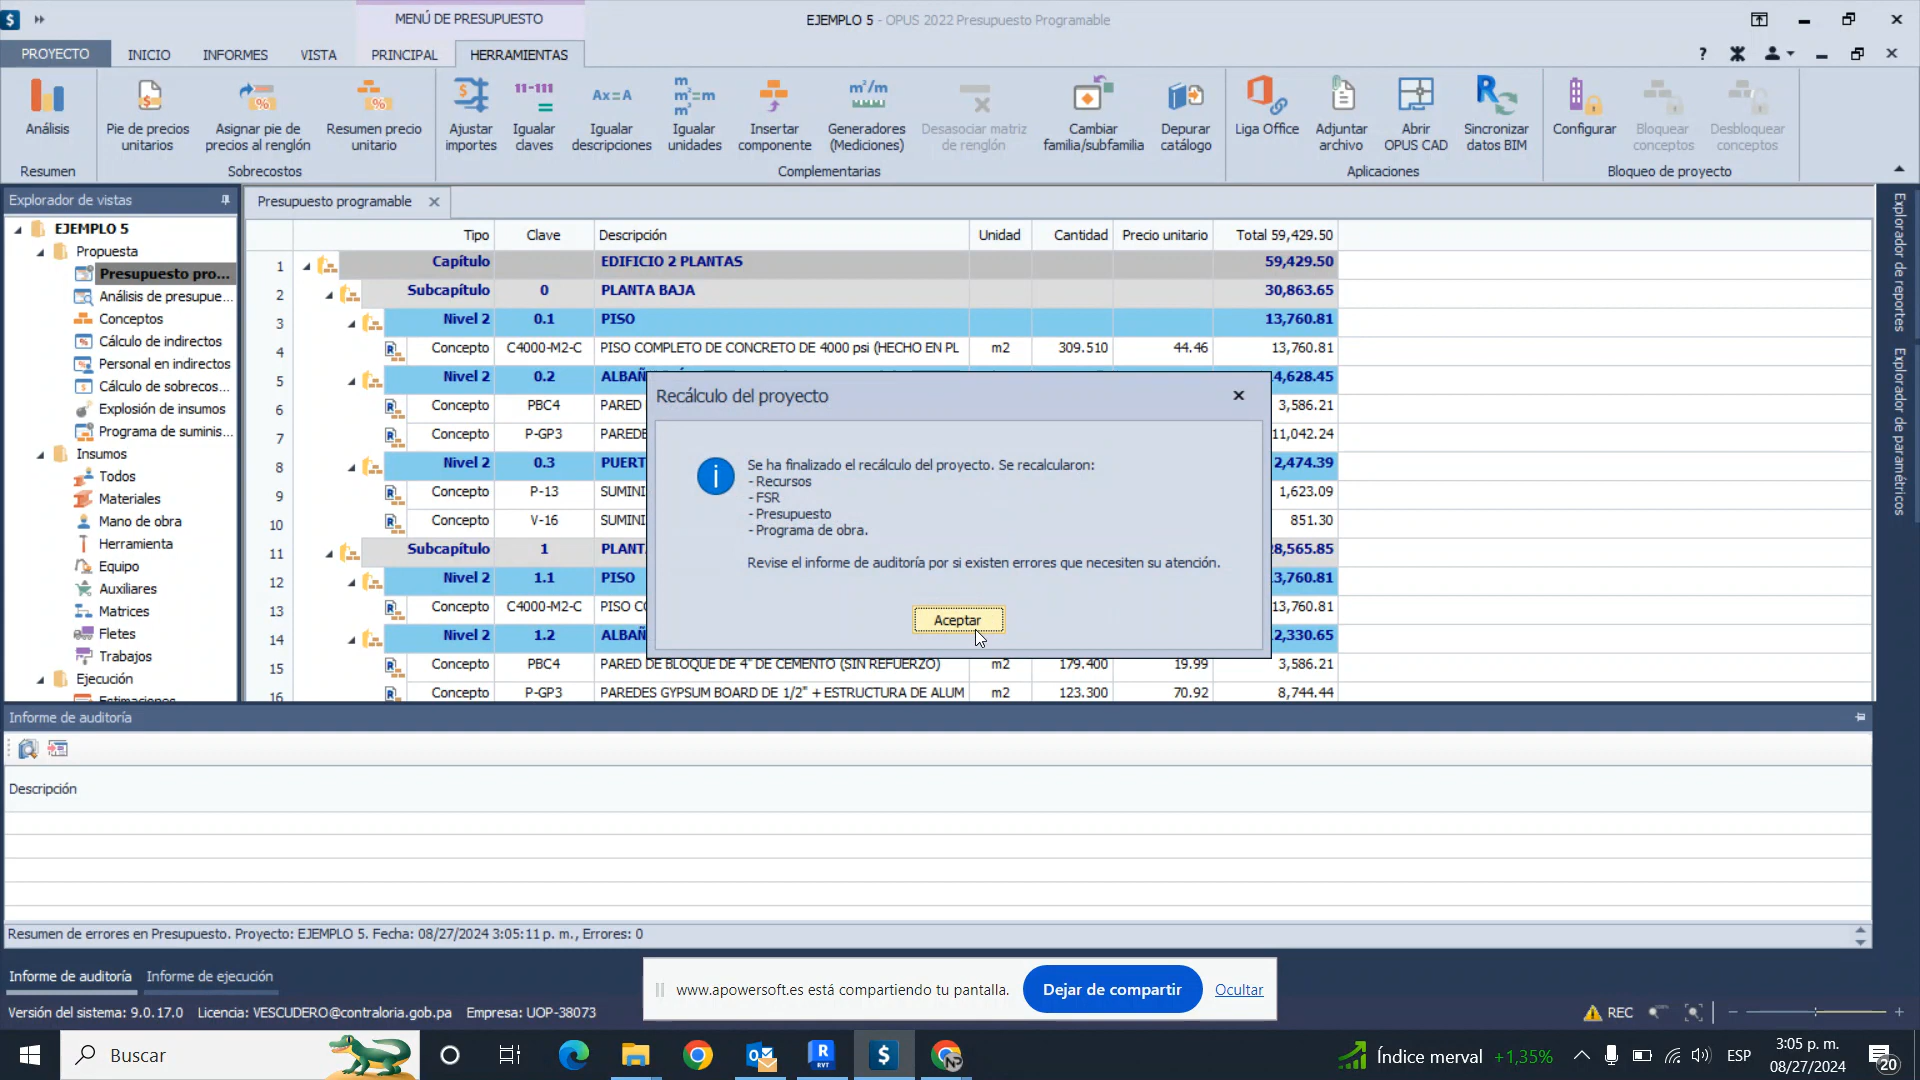 MENÚ DE PRESUPUESTO
EJEMPLO 5 - OPUS 2022 Presupuesto Programable
PROYECTO
INICIO
INFORMES
VISTA
PRINCIPAL
HERRAMIENTAS
Análisis
Pie de precios
unitarios
Asignar pie de
precios al renglón
Resumen precio
unitario
Ajustar
importes
Igualar
claves
Igualar
descripciones
Igualar
unidades
Insertar
componente
Generadores
(Mediciones)
Desasociar matriz
de renglón
Cambiar
familia/subfamilia
Depurar
catálogo
Liga Office
Adjuntar
archivo
Abrir
OPUS CAD
Sincronizar
datos BIM
Configurar
Bloquear
conceptos
Desbloquear
conceptos
Resumen
Sobrecostos
Complementarias
Aplicaciones
Bloqueo de proyecto
Explorador de vistas
EJEMPLO 5
Propuesta
Presupuesto pro...
Análisis de presupue...
Conceptos
Cálculo de indirectos
Personal en indirectos
Cálculo de sobrecos...
Explosión de insumos
Programa de suminis...
Insumos
Todos
Materiales
Mano de obra
Herramienta
Equipo
Auxiliares
Matrices
Fletes
Trabajos
Ejecución
Estimaciones
Presupuesto programable
Tipo Clave Descripción Unidad Cantidad Precio unitario Total 59,429.50
1 Capítulo EDIFICIO 2 PLANTAS 59,429.50
2 Subcapítulo 0 PLANTA BAJA 30,863.65
3 Nivel 2 0.1 PISO 13,760.81
4 Concepto C4000-M2-C PISO COMPLETO DE CONCRETO DE 4000 psi (HECHO EN PL m2 309.510 44.46 13,760.81
5 Nivel 2 0.2 ALBAÑ 4,628.45
6 Concepto PBC4 PARED 3,586.21
7 Concepto P-GP3 PAREDE 11,042.24
8 Nivel 2 0.3 PUERT 2,474.39
9 Concepto P-13 SUMINI 1,623.09
10 Concepto V-16 SUMINI 851.30
11 Subcapítulo 1 PLANT 8,565.85
12 Nivel 2 1.1 PISO 3,760.81
13 Concepto C4000-M2-C PISO CO 13,760.81
14 Nivel 2 1.2 ALBAÑ 2,330.65
15 Concepto PBC4 PARED DE BLOQUE DE 4" DE CEMENTO (SIN REFUERZO) m2 179.400 19.99 3,586.21
16 Concepto P-GP3 PAREDES GYPSUM BOARD DE 1/2" + ESTRUCTURA DE ALUM m2 123.300 70.92 8,744.44
Recálculo del proyecto
Se ha finalizado el recálculo del proyecto. Se recalcularon:
- Recursos
- FSR
- Presupuesto
- Programa de obra.
Revise el informe de auditoría por si existen errores que necesiten su atención.
Aceptar
Explorador de reportes
Explorador de paramétricos
Informe de auditoría
Descripción
Resumen de errores en Presupuesto. Proyecto: EJEMPLO 5. Fecha: 08/27/2024 3:05:11 p. m., Errores: 0
Informe de auditoría
Informe de ejecución
www.apowersoft.es está compartiendo tu pantalla.
Dejar de compartir
Ocultar
Versión del sistema: 9.0.17.0 Licencia: VESCUDERO@contraloria.gob.pa Empresa: UOP-38073
REC
Buscar
Índice merval +1,35%
ESP
3:05 p. m.
08/27/2024
20